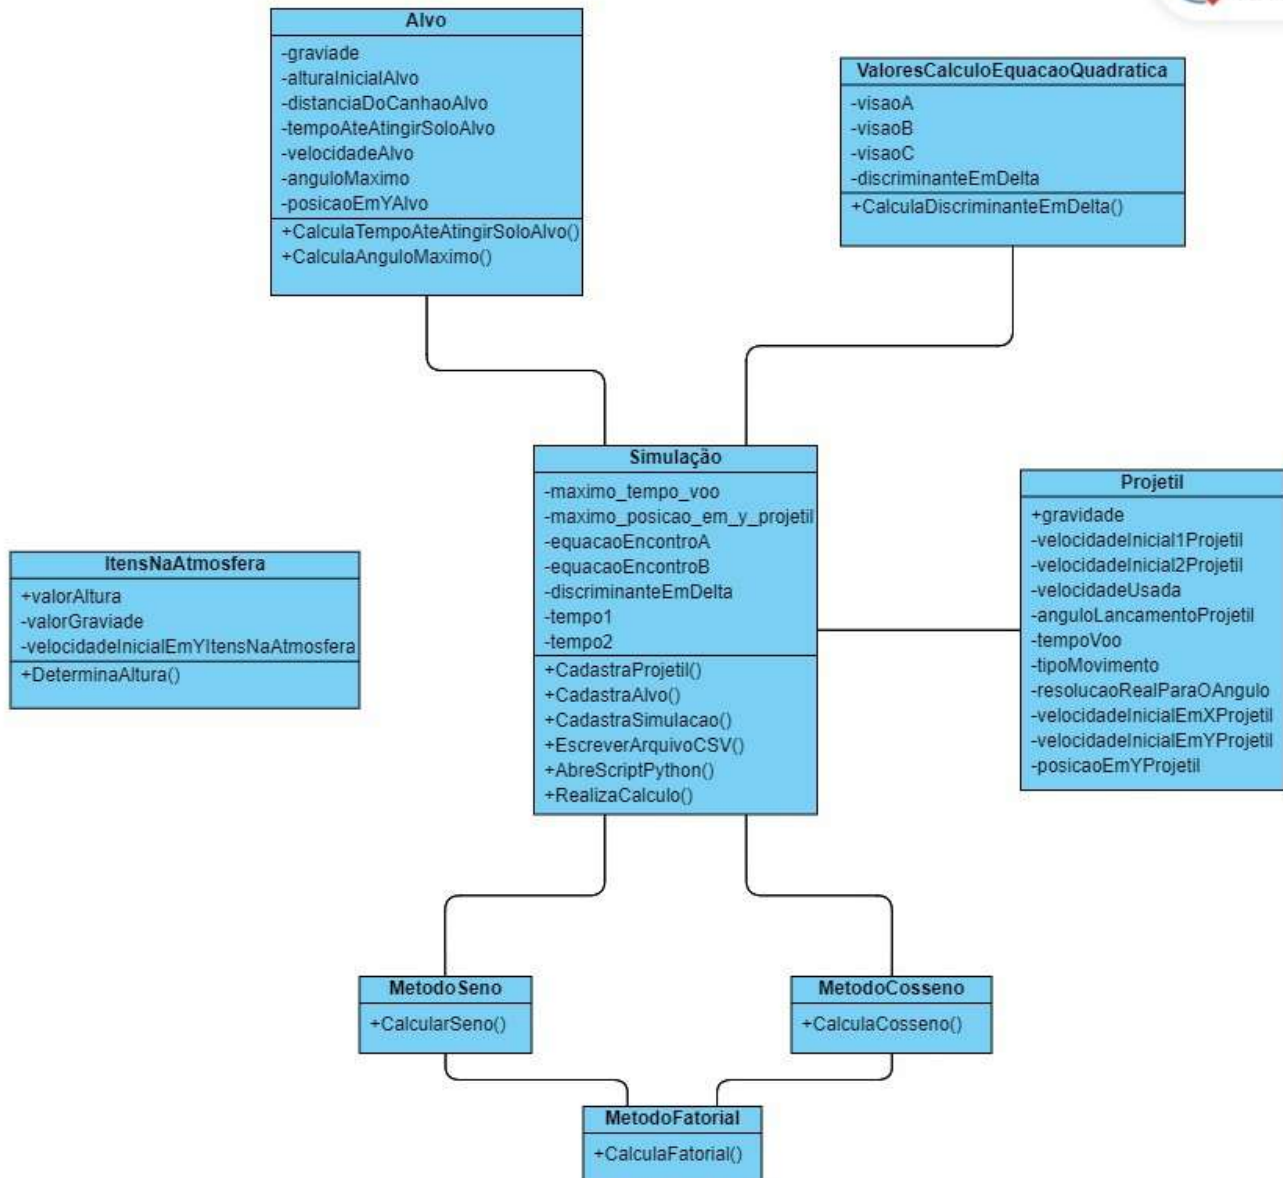 Alvo
-graviade
-alturaInicialAlvo
-distanciaDoCanhaoAlvo
-tempoAteAtingirSoloAlvo
-velocidadeAlvo
-anguloMaximo
-posicaoEmYAlvo
+CalculaTempoAteAtingirSoloAlvo()
+CalculaAnguloMaximo()
ValoresCalculoEquacaoQuadratica
-visaoA
-visaoB
-visaoC
-discriminanteEmDelta
+CalculaDiscriminanteEmDelta()
Simulação
-maximo_tempo_voo
-maximo_posicao_em_y_projetil
-equacaoEncontroA
-equacaoEncontroB
-discriminanteEmDelta
-tempo1
-tempo2
+CadastraProjetil()
+CadastraAlvo()
+CadastraSimulacao()
+EscreverArquivoCSV()
+AbreScriptPython()
+RealizaCalculo()
Projetil
+gravidade
-velocidadeInicial1Projetil
-velocidadeInicial2Projetil
-velocidadeUsada
-anguloLancamentoProjetil
-tempoVoo
-tipoMovimento
-resolucaoRealParaOAngulo
-velocidadeInicialEmXProjetil
-velocidadeInicialEmYProjetil
-posicaoEmYProjetil
ItensNaAtmosfera
+valorAltura
-valorGraviade
-velocidadeInicialEmYItensNaAtmosfera
+DeterminaAltura()
MetodoSeno
+CalcularSeno()
MetodoCosseno
+CalculaCosseno()
MetodoFatorial
+CalculaFatorial()